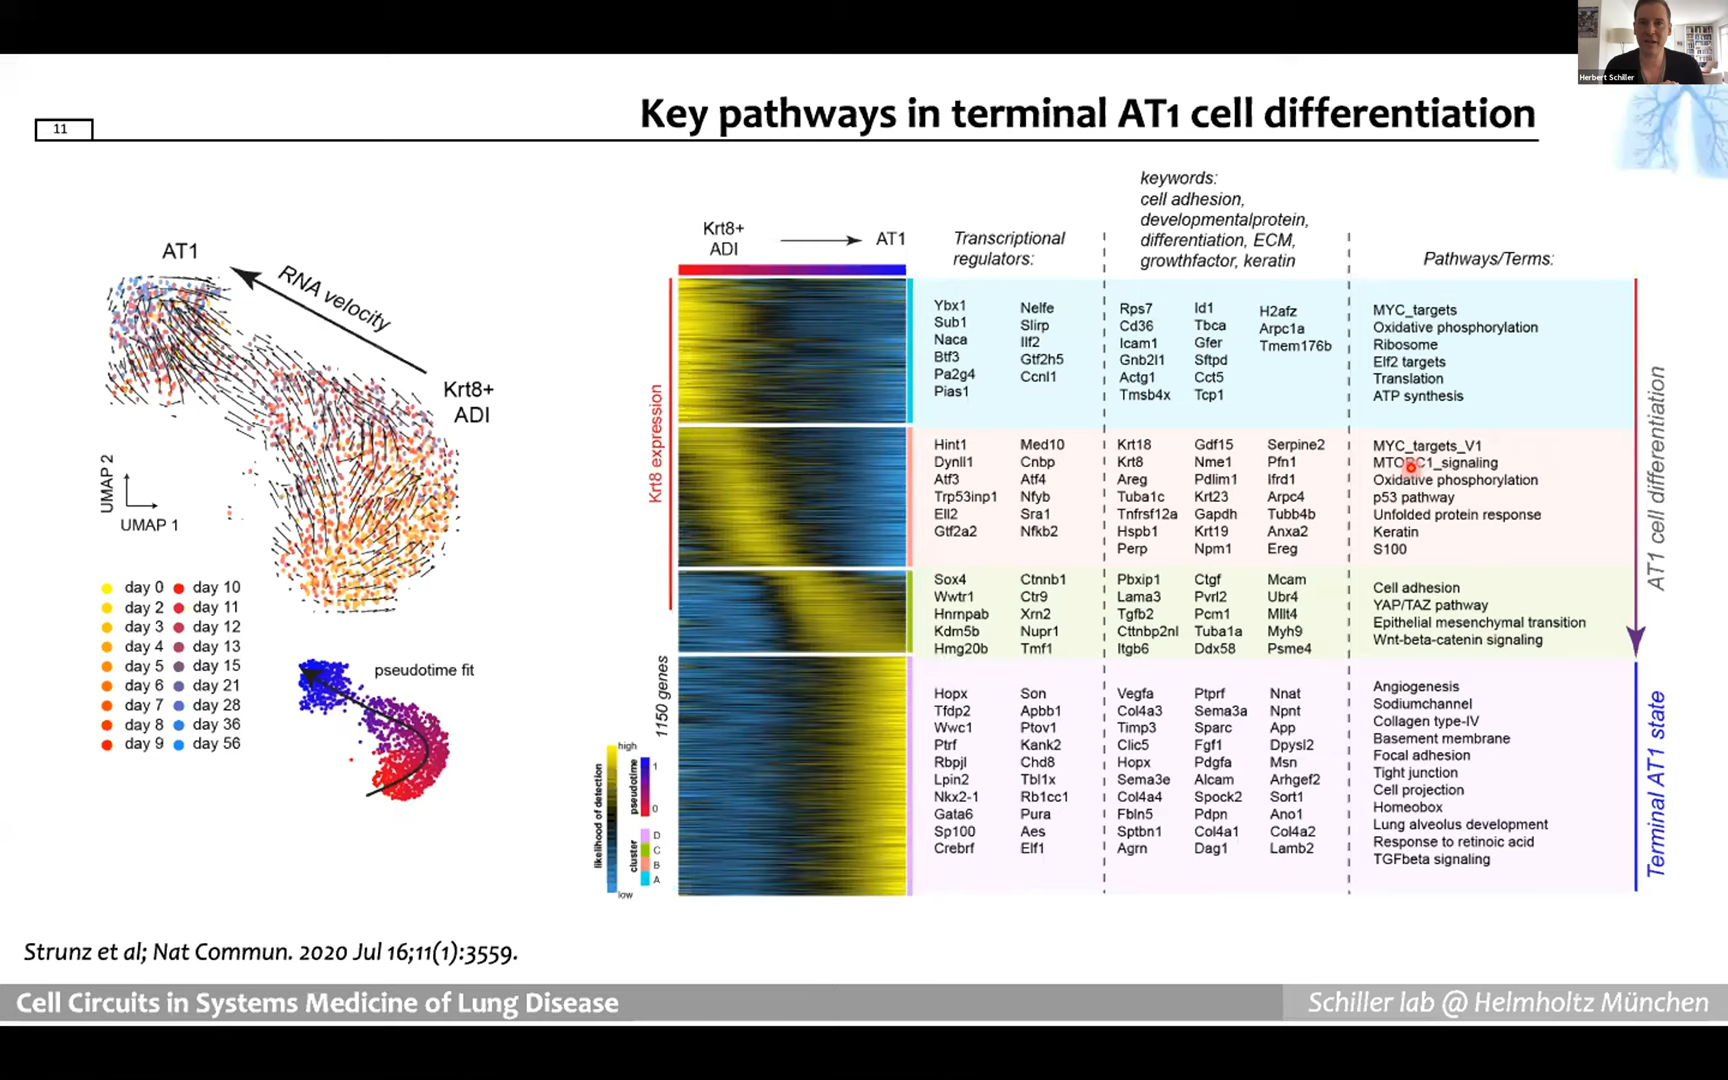 Herbert Schiller
11
Key pathways in terminal AT1 cell differentiation
AT1
RNA velocity
Krt8+
ADI
UMAP 2
UMAP 1
day 0
day 2
day 3
day 4
day 5
day 6
day 7
day 8
day 9
day 10
day 11
day 12
day 13
day 15
day 21
day 28
day 36
day 56
pseudotime fit
Krt8+
ADI
AT1
Krt8 expression
1150 genes
high
low
likelihood of detection
pseudotime
1
0
cluster
D
C
B
A
Transcriptional
regulators:
keywords:
cell adhesion,
developmentalprotein,
differentiation, ECM,
growthfactor, keratin
Pathways/Terms:
Ybx1 Nelfe
Sub1 Slirp
Naca Ilf2
Btf3 Gtf2h5
Pa2g4 Ccnl1
Pias1
Rps7 Id1 H2afz
Cd36 Tbca Arpc1a
Icam1 Gfer Tmem176b
Gnb2l1 Sftpd
Actg1 Cct5
Tmsb4x Tcp1
MYC_targets
Oxidative phosphorylation
Ribosome
Elf2 targets
Translation
ATP synthesis
Hint1 Med10
Dynll1 Cnbp
Atf3 Atf4
Trp53inp1 Nfyb
Ell2 Sra1
Gtf2a2 Nfkb2
Krt18 Gdf15 Serpine2
Krt8 Nme1 Pfn1
Areg Pdlim1 Ifrd1
Tuba1c Krt23 Arpc4
Tnfrsf12a Gapdh Tubb4b
Hspb1 Krt19 Anxa2
Perp Npm1 Ereg
MYC_targets_V1
MTORC1_signaling
Oxidative phosphorylation
p53 pathway
Unfolded protein response
Keratin
S100
Sox4 Ctnnb1
Wwtr1 Ctr9
Hnrnpab Xrn2
Kdm5b Nupr1
Hmg20b Tmf1
Pbxip1 Ctgf Mcam
Lama3 Pvrl2 Ubr4
Tgfb2 Pcm1 Mllt4
Cttnbp2nl Tuba1a Myh9
Itgb6 Ddx58 Psme4
Cell adhesion
YAP/TAZ pathway
Epithelial mesenchymal transition
Wnt-beta-catenin signaling
Hopx Son
Tfdp2 Apbb1
Wwc1 Ptov1
Ptrf Kank2
Rbpjl Chd8
Lpin2 Tbl1x
Nkx2-1 Rb1cc1
Gata6 Pura
Sp100 Aes
Crebrf Elf1
Vegfa Ptprf Nnat
Col4a3 Sema3a Npnt
Timp3 Sparc App
Clic5 Fgf1 Dpysl2
Hopx Pdgfa Msn
Sema3e Alcam Arhgef2
Col4a4 Spock2 Sort1
Fbln5 Pdpn Ano1
Sptbn1 Col4a1 Col4a2
Agrn Dag1 Lamb2
Angiogenesis
Sodiumchannel
Collagen type-IV
Basement membrane
Focal adhesion
Tight junction
Cell projection
Homeobox
Lung alveolus development
Response to retinoic acid
TGFbeta signaling
AT1 cell differentiation
Terminal AT1 state
Strunz et al; Nat Commun. 2020 Jul 16;11(1):3559.
Cell Circuits in Systems Medicine of Lung Disease
Schiller lab @ Helmholtz München